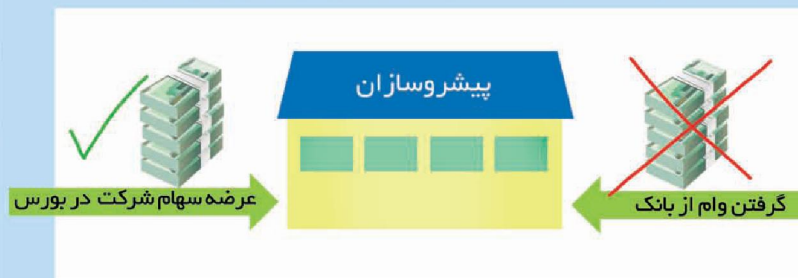 پیشروسازان
گرفتن وام از بانک
عرضه سهام شرکت در بورس